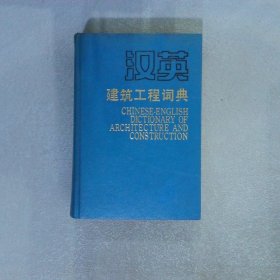 汉英
建筑工程词典
CHINESE-ENGLISH
DICTIONARY OF
ARCHITECTURE AND
CONSTRUCTION